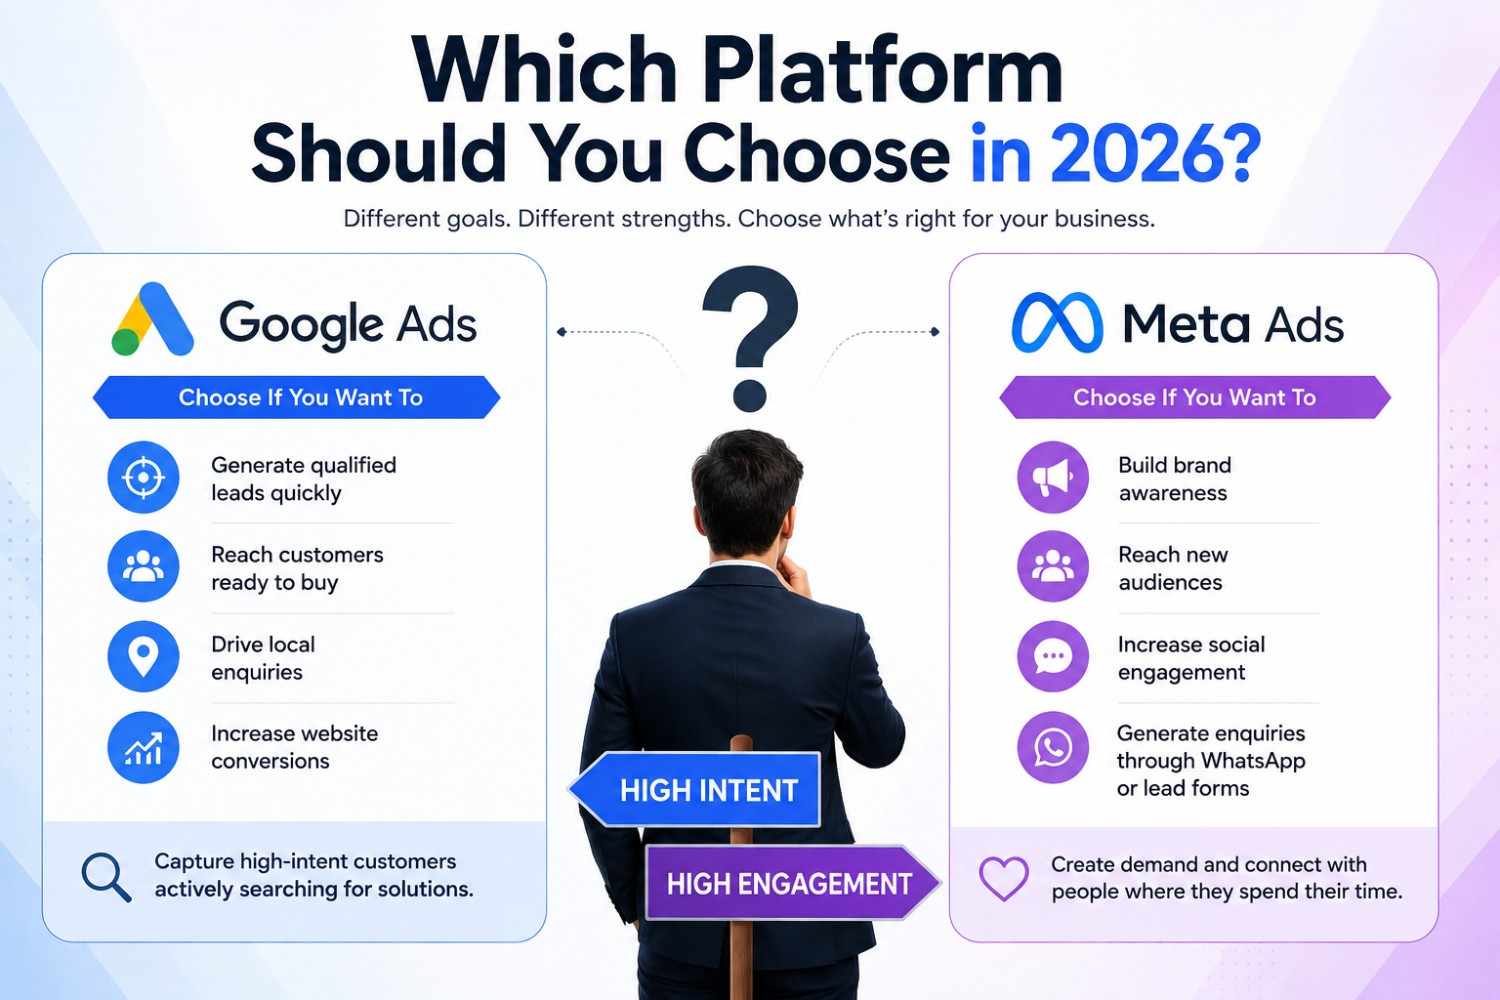 Which Platform
Should You Choose in 2026?
Different goals. Different strengths. Choose what's right for your business.
Google Ads
Choose If You Want To
Generate qualified
leads quickly
Reach customers
ready to buy
Drive local
enquiries
Increase website
conversions
Capture high-intent customers
actively searching for solutions.
?
HIGH INTENT
HIGH ENGAGEMENT
Meta Ads
Choose If You Want To
Build brand
awareness
Reach new
audiences
Increase social
engagement
Generate enquiries
through WhatsApp
or lead forms
Create demand and connect with
people where they spend their time.